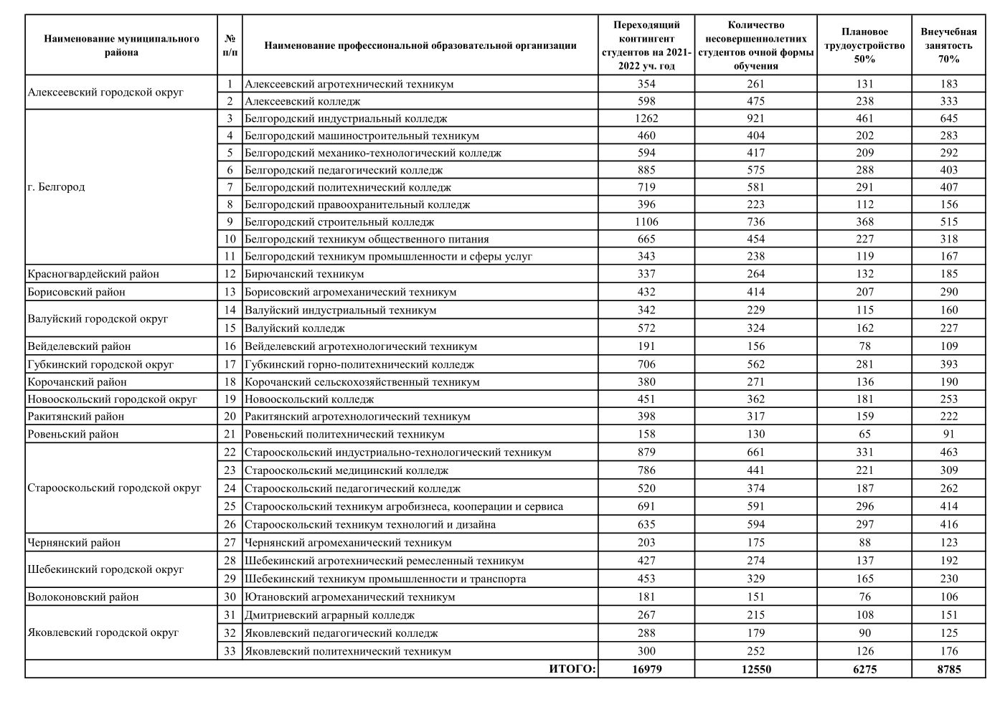 Наименование муниципального района № п/п Наименование профессиональной образовательной организации Переходящий контингент студентов на 2021-2022 уч. год Количество несовершеннолетних студентов очной формы обучения Плановое трудоустройство 50% Внеучебная занятость 70%
Алексеевский городской округ 1 Алексеевский агротехнический техникум 354 261 131 183
2 Алексеевский колледж 598 475 238 333
г. Белгород 3 Белгородский индустриальный колледж 1262 921 461 645
4 Белгородский машиностроительный техникум 460 404 202 283
5 Белгородский механико-технологический колледж 594 417 209 292
6 Белгородский педагогический колледж 885 575 288 403
7 Белгородский политехнический колледж 719 581 291 407
8 Белгородский правоохранительный колледж 396 223 112 156
9 Белгородский строительный колледж 1106 736 368 515
10 Белгородский техникум общественного питания 665 454 227 318
11 Белгородский техникум промышленности и сферы услуг 343 238 119 167
Красногвардейский район 12 Бирючанский техникум 337 264 132 185
Борисовский район 13 Борисовский агромеханический техникум 432 414 207 290
Валуйский городской округ 14 Валуйский индустриальный техникум 342 229 115 160
15 Валуйский колледж 572 324 162 227
Вейделевский район 16 Вейделевский агротехнологический техникум 191 156 78 109
Губкинский городской округ 17 Губкинский горно-политехнический колледж 706 562 281 393
Корочанский район 18 Корочанский сельскохозяйственный техникум 380 271 136 190
Новооскольский городской округ 19 Новооскольский колледж 451 362 181 253
Ракитянский район 20 Ракитянский агротехнологический техникум 398 317 159 222
Ровеньский район 21 Ровеньский политехнический техникум 158 130 65 91
Старооскольский городской округ 22 Старооскольский индустриально-технологический техникум 879 661 331 463
23 Старооскольский медицинский колледж 786 441 221 309
24 Старооскольский педагогический колледж 520 374 187 262
25 Старооскольский техникум агробизнеса, кооперации и сервиса 691 591 296 414
26 Старооскольский техникум технологий и дизайна 635 594 297 416
Чернянский район 27 Чернянский агромеханический техникум 203 175 88 123
Шебекинский городской округ 28 Шебекинский агротехнический ремесленный техникум 427 274 137 192
29 Шебекинский техникум промышленности и транспорта 453 329 165 230
Волоконовский район 30 Ютановский агромеханический техникум 181 151 76 106
Яковлевский городской округ 31 Дмитриевский аграрный колледж 267 215 108 151
32 Яковлевский педагогический колледж 288 179 90 125
33 Яковлевский политехнический техникум 300 252 126 176
ИТОГО: 16979 12550 6275 8785